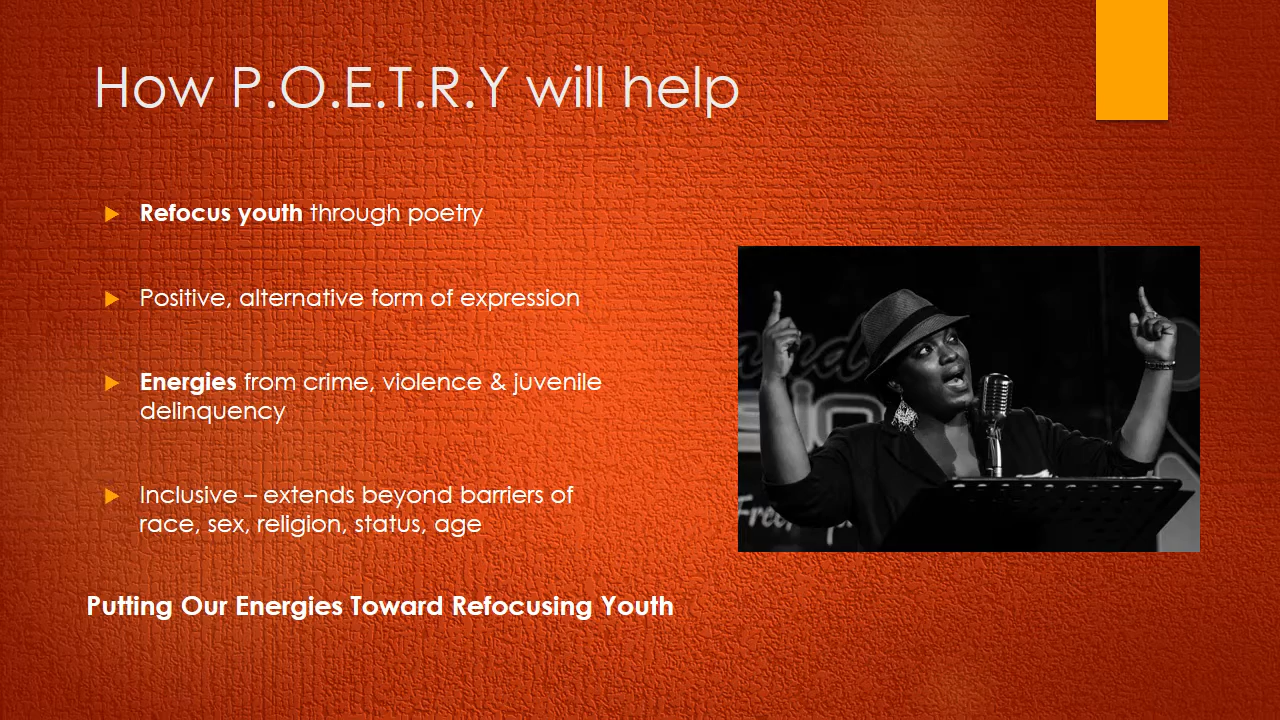 How P.O.E.T.R.Y will help
Refocus youth through poetry
Positive, alternative form of expression
Energies from crime, violence & juvenile
delinquency
Inclusive – extends beyond barriers of
race, sex, religion, status, age
Putting Our Energies Toward Refocusing Youth